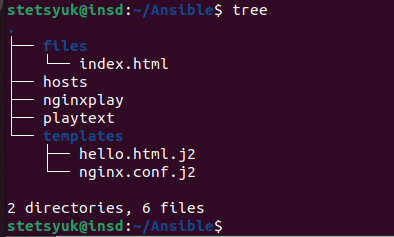 stetsyuk@insd:~/Ansible$ tree
.
├── files
│   └── index.html
├── hosts
├── nginxplay
├── playtext
└── templates
    ├── hello.html.j2
    └── nginx.conf.j2

2 directories, 6 files
stetsyuk@insd:~/Ansible$